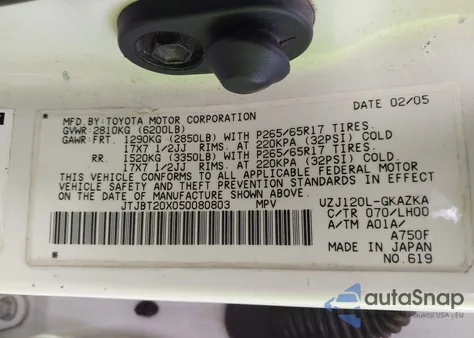 MFD.BY:TOYOTA MOTOR CORPORATION DATE 02/05
GVWR:2810KG (6200LB)
GAWR:FRT. 1290KG (2850LB) WITH P265/65R17 TIRES.
17X7 1/2JJ RIMS. AT 220KPA (32PSI) COLD
RR. 1520KG (3350LB) WITH P265/65R17 TIRES.
17X7 1/2JJ RIMS. AT 220KPA (32PSI) COLD
THIS VEHICLE CONFORMS TO ALL APPLICABLE FEDERAL MOTOR
VEHICLE SAFETY AND THEFT PREVENTION STANDARDS IN EFFECT
ON THE DATE OF MANUFACTURE SHOWN ABOVE.
JTJBT20X050080803 MPV UZJ120L-GKAZKA
C/TR 070/LH00
A/TM A01A/
A750F
MADE IN JAPAN
NO.619
autoSnap